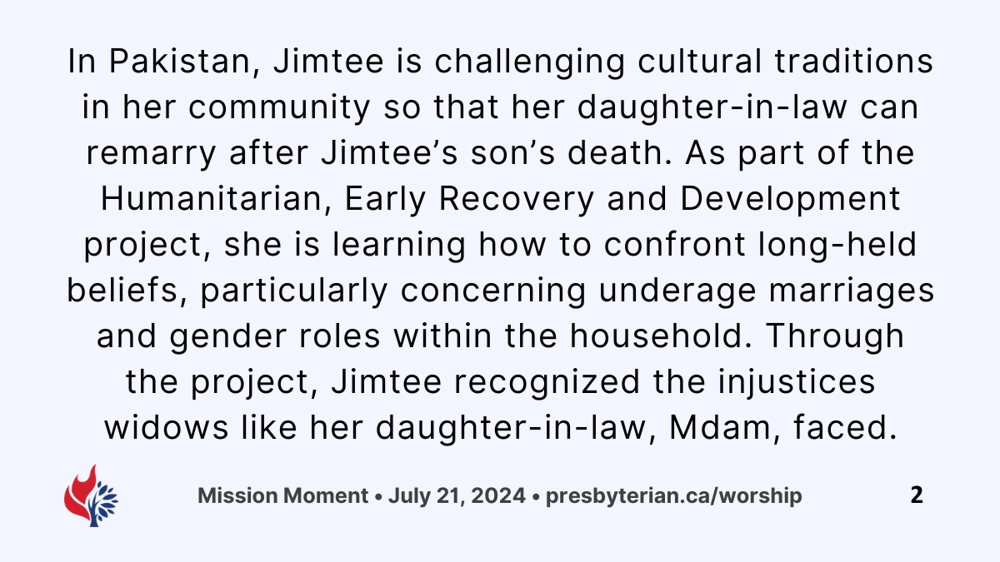 In Pakistan, Jimtee is challenging cultural traditions
in her community so that her daughter-in-law can
remarry after Jimtee’s son’s death. As part of the
Humanitarian, Early Recovery and Development
project, she is learning how to confront long-held
beliefs, particularly concerning underage marriages
and gender roles within the household. Through
the project, Jimtee recognized the injustices
widows like her daughter-in-law, Mdam, faced.
Mission Moment • July 21, 2024 • presbyterian.ca/worship 2